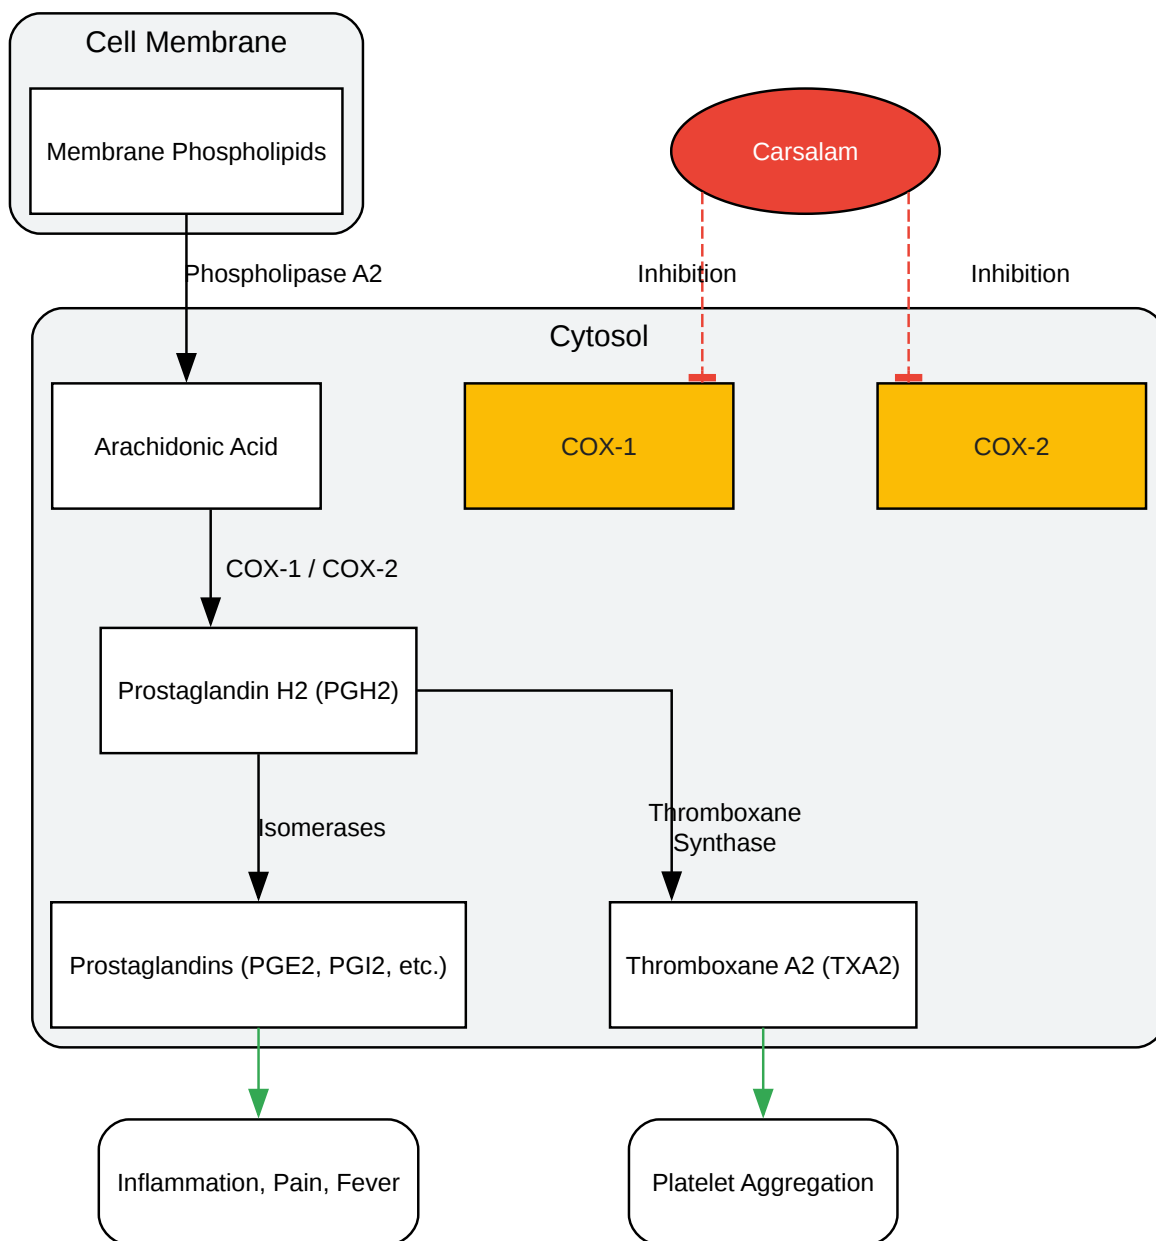 Cell Membrane
Membrane Phospholipids
Carsalam
Phospholipase A2
Inhibition
Inhibition
Cytosol
Arachidonic Acid
COX-1
COX-2
COX-1 / COX-2
Prostaglandin H2 (PGH2)
Isomerases
Thromboxane
Synthase
Prostaglandins (PGE2, PGI2, etc.)
Thromboxane A2 (TXA2)
Inflammation, Pain, Fever
Platelet Aggregation